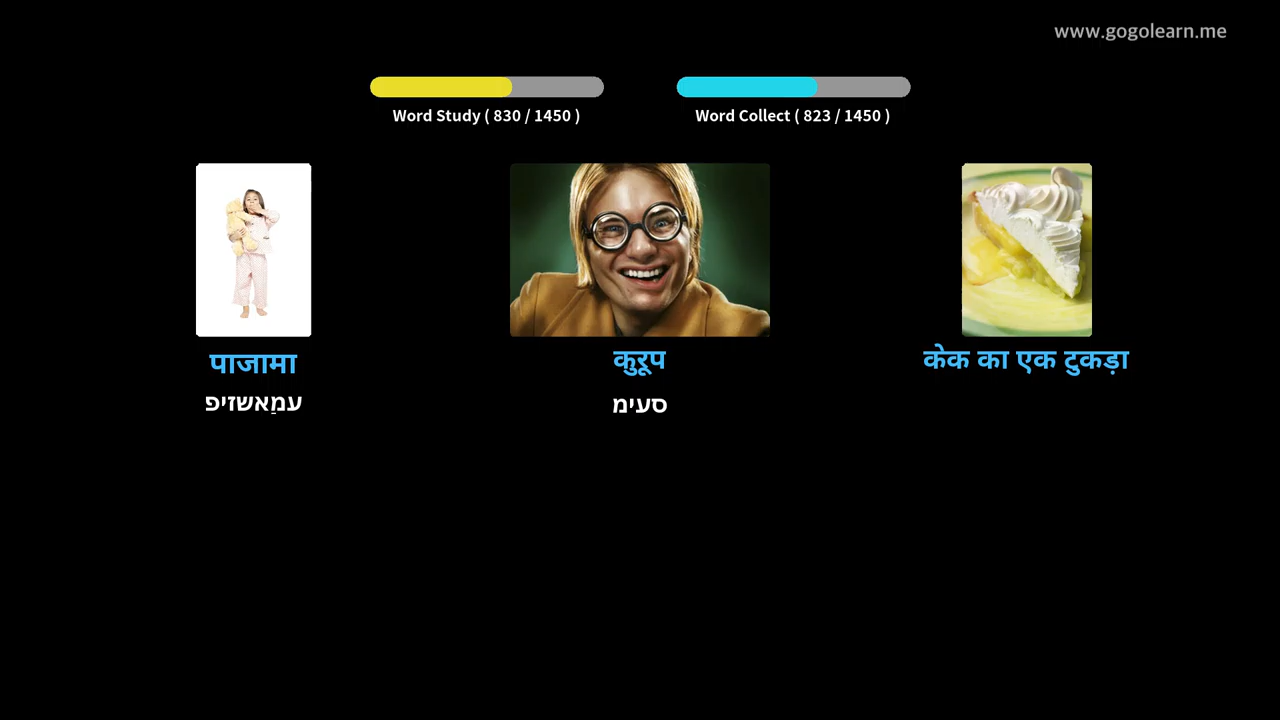 www.gogolearn.me
Word Study ( 830 / 1450 )
Word Collect ( 823 / 1450 )
पाजामा
कुरूप
केक का एक टुकड़ा
עמַאשזיפ
סעימ